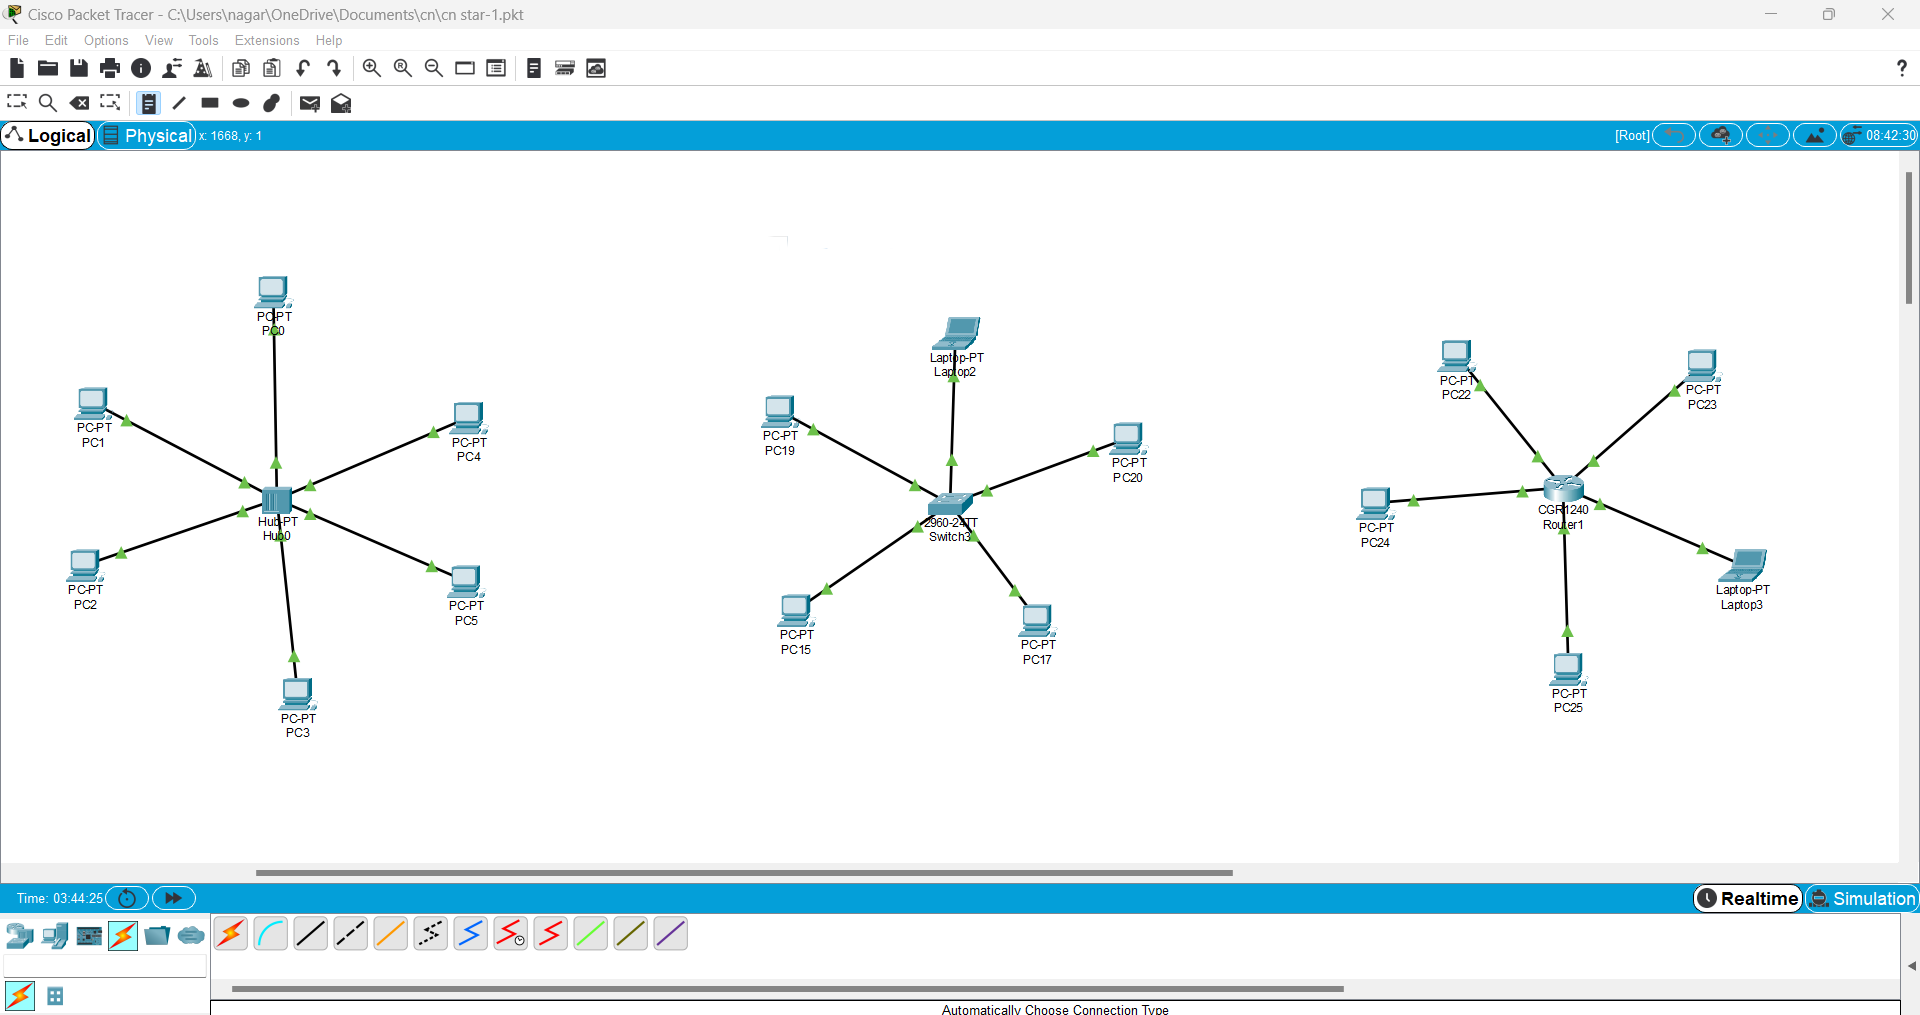 Cisco Packet Tracer - C:\Users\nagar\OneDrive\Documents\cn\cn star-1.pkt
File Edit Options View Tools Extensions Help
?
Logical Physical x: 1668, y: 1 [Root] 08:42:30
PC-PT
PC0
Laptop-PT
Laptop2
PC-PT
PC22
PC-PT
PC23
PC-PT
PC1
PC-PT
PC4
PC-PT
PC19
PC-PT
PC20
Hub-PT
Hub0
2960-24TT
Switch3
CGR1240
Router1
PC-PT
PC24
PC-PT
PC2
PC-PT
PC5
PC-PT
PC15
PC-PT
PC17
Laptop-PT
Laptop3
PC-PT
PC3
PC-PT
PC25
Time: 03:44:25 Realtime Simulation
Automatically Choose Connection Type